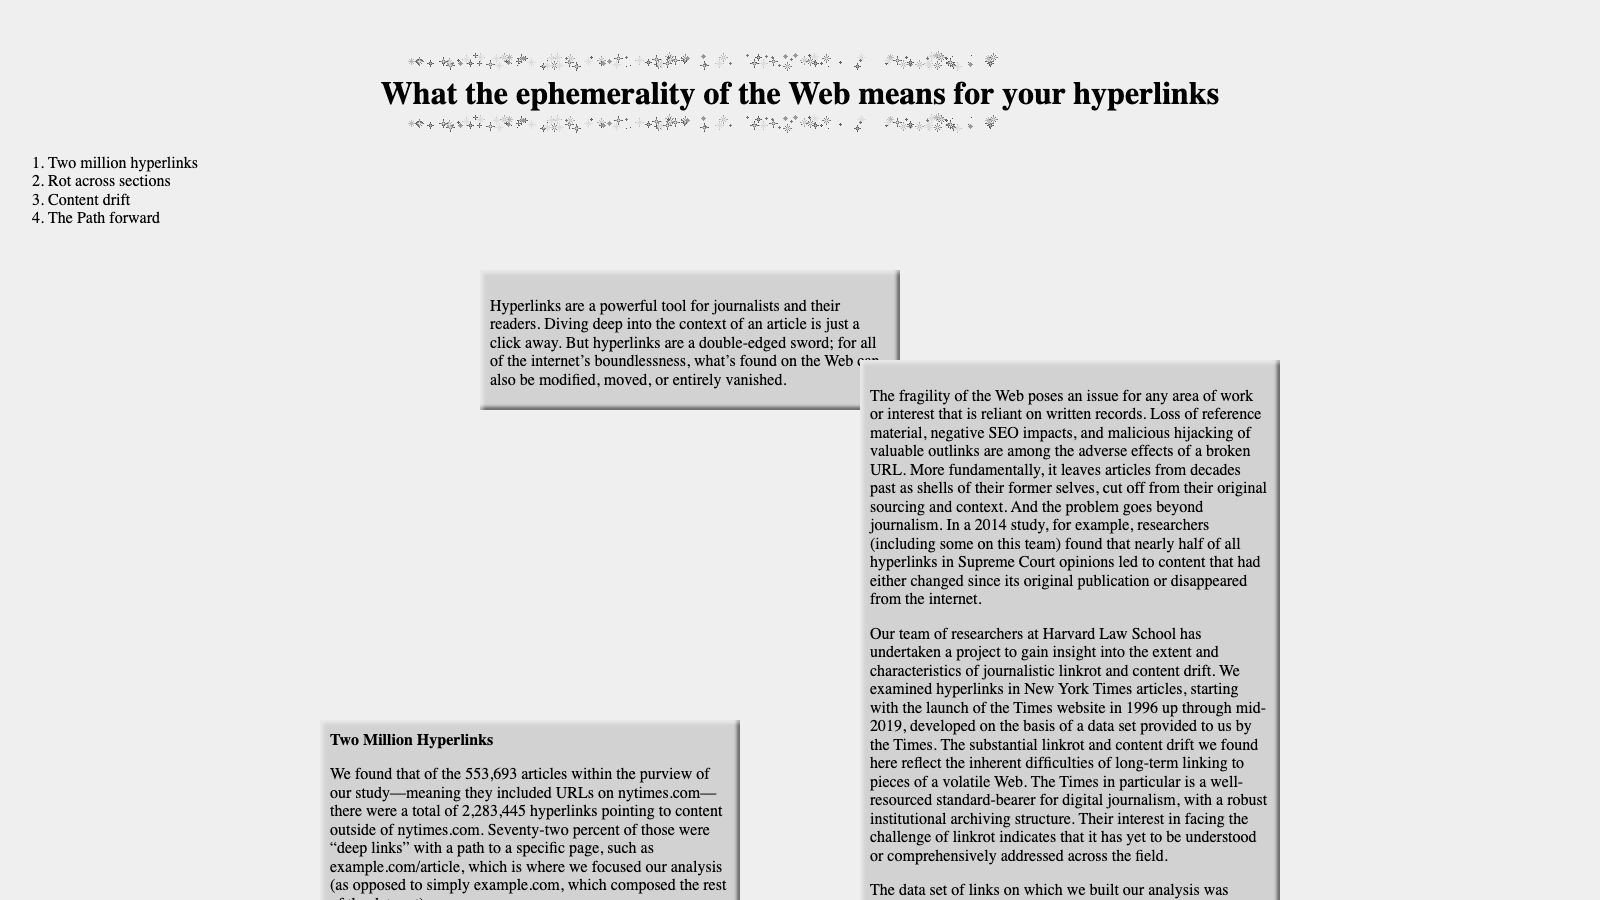 What the ephemerality of the Web means for your hyperlinks
1. Two million hyperlinks
2. Rot across sections
3. Content drift
4. The Path forward
Hyperlinks are a powerful tool for journalists and their
readers. Diving deep into the context of an article is just a
click away. But hyperlinks are a double-edged sword; for all
of the internet’s boundlessness, what’s found on the Web
also be modified, moved, or entirely vanished.
The fragility of the Web poses an issue for any area of work
or interest that is reliant on written records. Loss of reference
material, negative SEO impacts, and malicious hijacking of
valuable outlinks are among the adverse effects of a broken
URL. More fundamentally, it leaves articles from decades
past as shells of their former selves, cut off from their original
sourcing and context. And the problem goes beyond
journalism. In a 2014 study, for example, researchers
(including some on this team) found that nearly half of all
hyperlinks in Supreme Court opinions led to content that had
either changed since its original publication or disappeared
from the internet.
Our team of researchers at Harvard Law School has
undertaken a project to gain insight into the extent and
characteristics of journalistic linkrot and content drift. We
examined hyperlinks in New York Times articles, starting
with the launch of the Times website in 1996 up through mid-
2019, developed on the basis of a data set provided to us by
the Times. The substantial linkrot and content drift we found
here reflect the inherent difficulties of long-term linking to
pieces of a volatile Web. The Times in particular is a well-
resourced standard-bearer for digital journalism, with a robust
institutional archiving structure. Their interest in facing the
challenge of linkrot indicates that it has yet to be understood
or comprehensively addressed across the field.
The data set of links on which we built our analysis was
Two Million Hyperlinks
We found that of the 553,693 articles within the purview of
our study—meaning they included URLs on nytimes.com—
there were a total of 2,283,445 hyperlinks pointing to content
outside of nytimes.com. Seventy-two percent of those were
“deep links” with a path to a specific page, such as
example.com/article, which is where we focused our analysis
(as opposed to simply example.com, which composed the rest